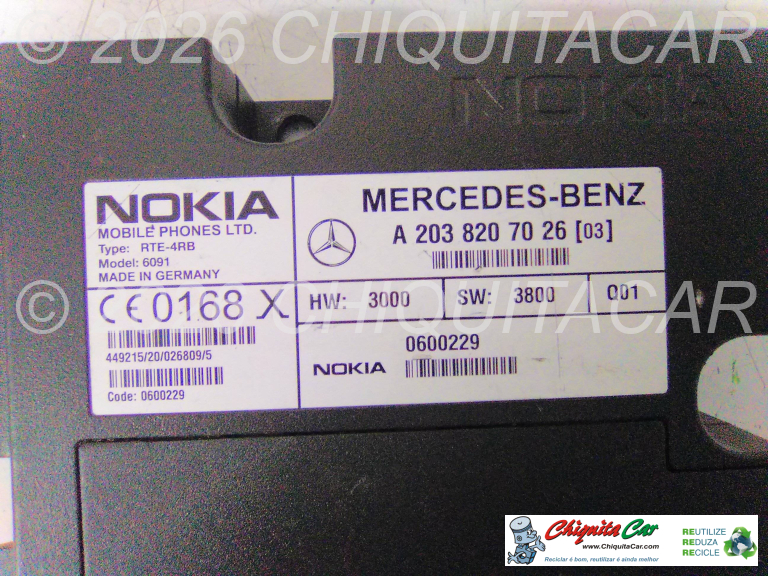 © 2026 CHIQUITACAR
NOKIA
NOKIA
MOBILE PHONES LTD.
Type: RTE-4RB
Model: 6091
MADE IN GERMANY
CE0168 X
449215/20/026809/5
Code: 0600229
MERCEDES-BENZ
A 203 820 70 26 [03]
HW: 3000 SW: 3800 Q01
0600229
NOKIA
© 2026 CHIQUITACAR
Chiquita Car
www.ChiquitaCar.com
Reciclar é bom, reutilizar é ainda melhor
REUTILIZE
REDUZA
RECICLE